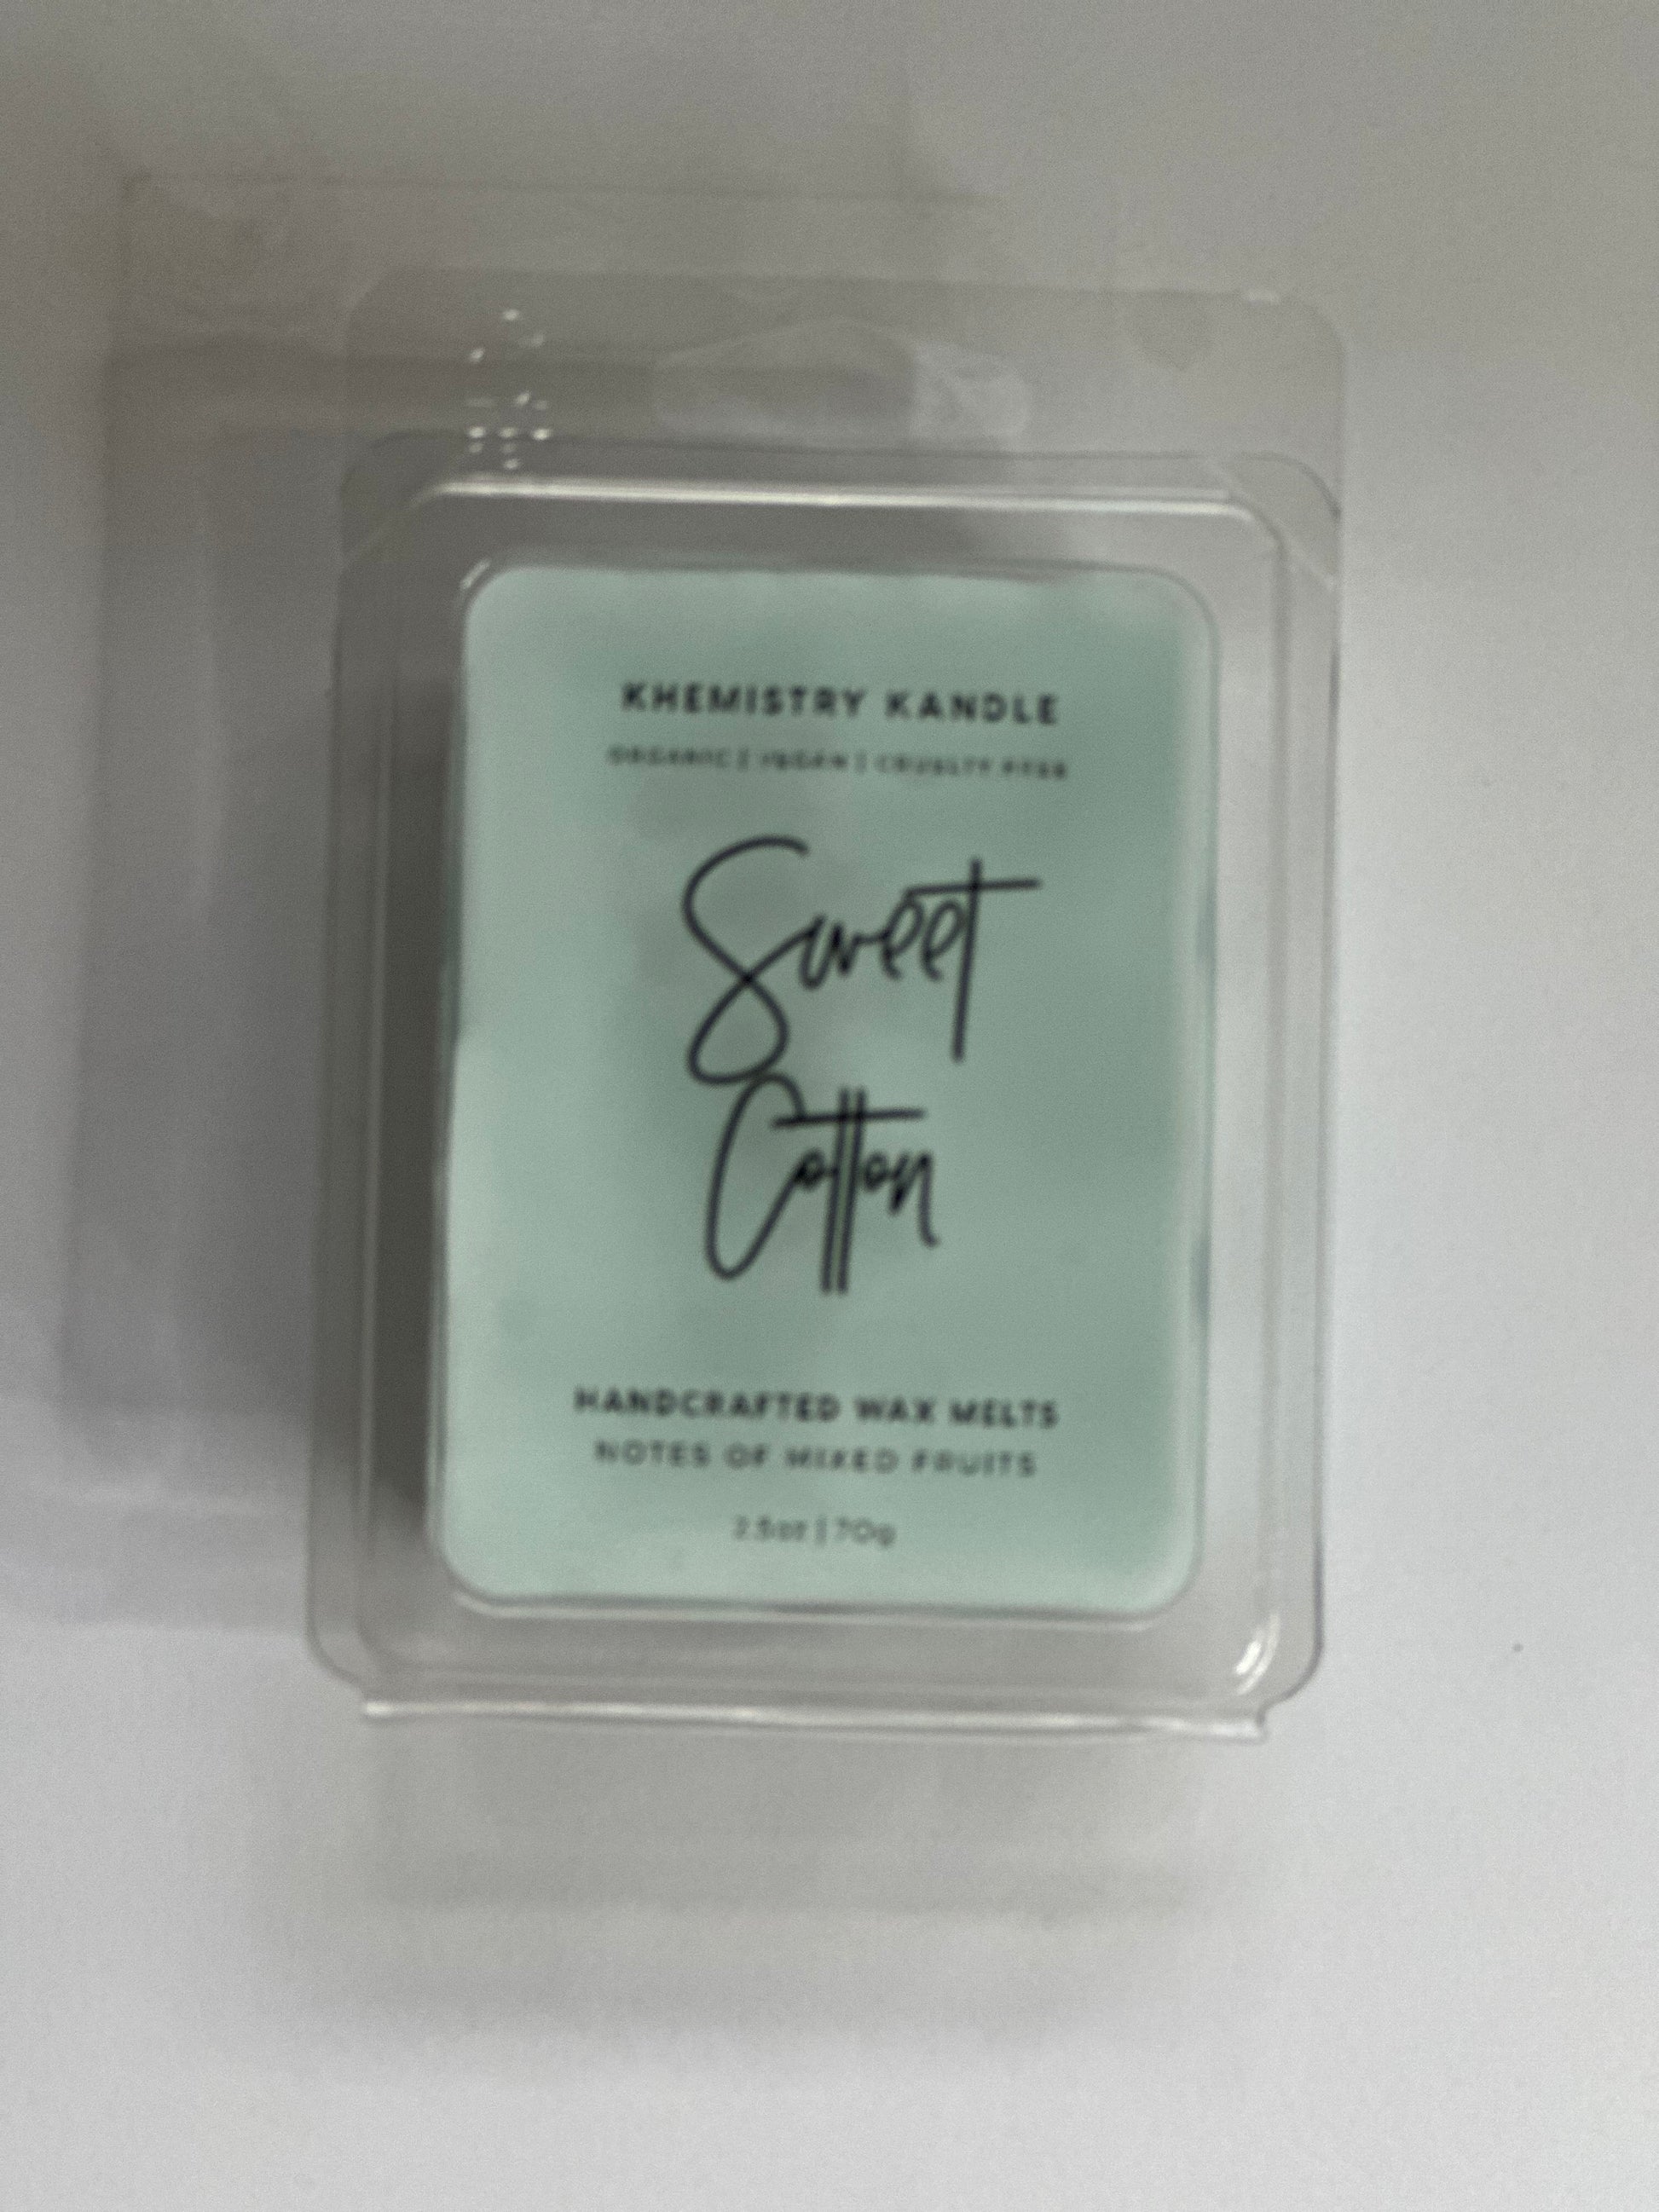 KHEMISTRY KANDLE
ORGANIC | VEGAN | CRUELTY FREE
Sweet
Cotton
HANDCRAFTED WAX MELTS
NOTES OF MIXED FRUITS
2.5oz | 70g